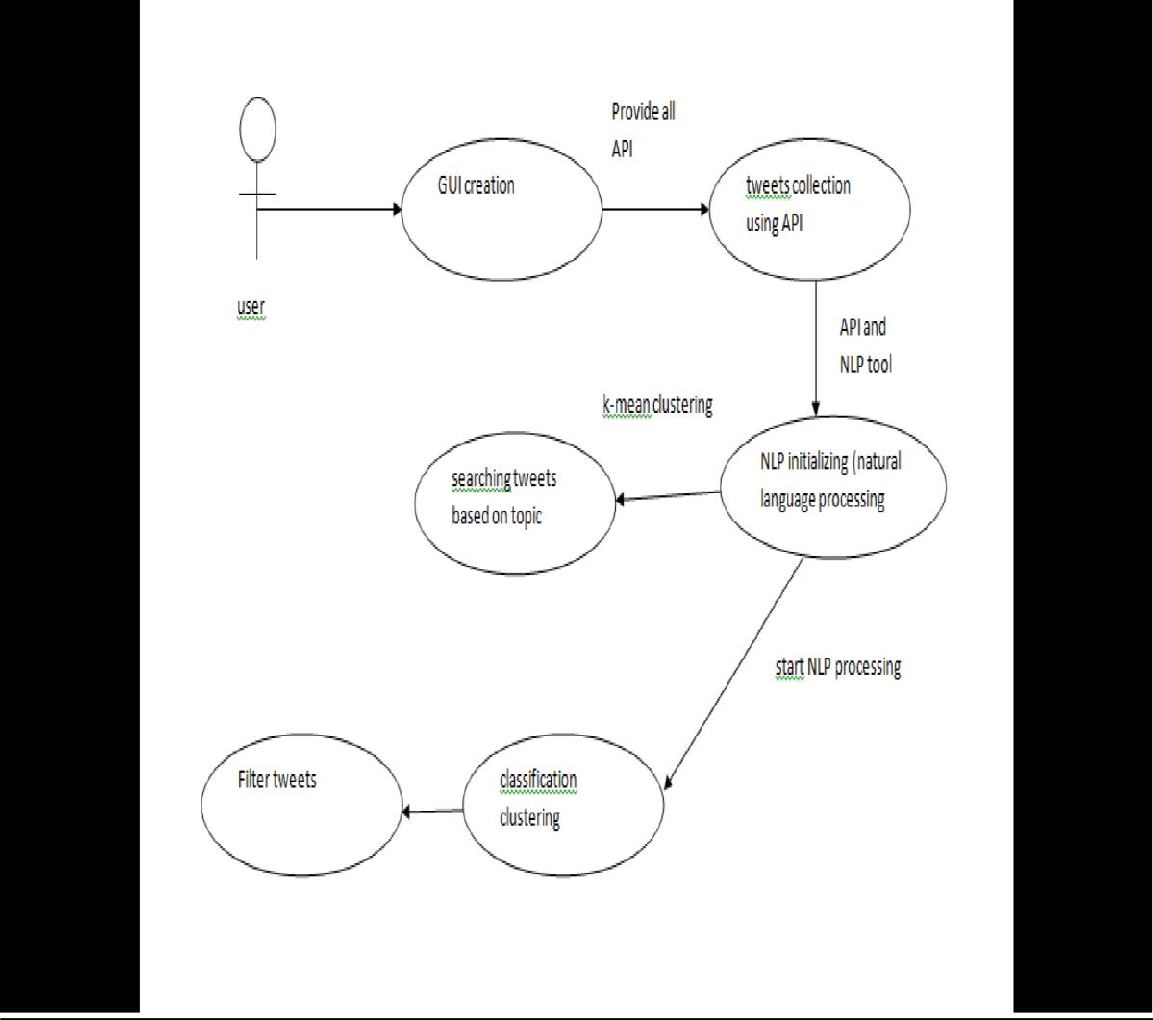 Provide all
API
GUI creation
tweets collection
using API
user
API and
NLP tool
k-mean clustering
searching tweets
based on topic
NLP initializing (natural
language processing
start NLP processing
Filter tweets
classification
clustering